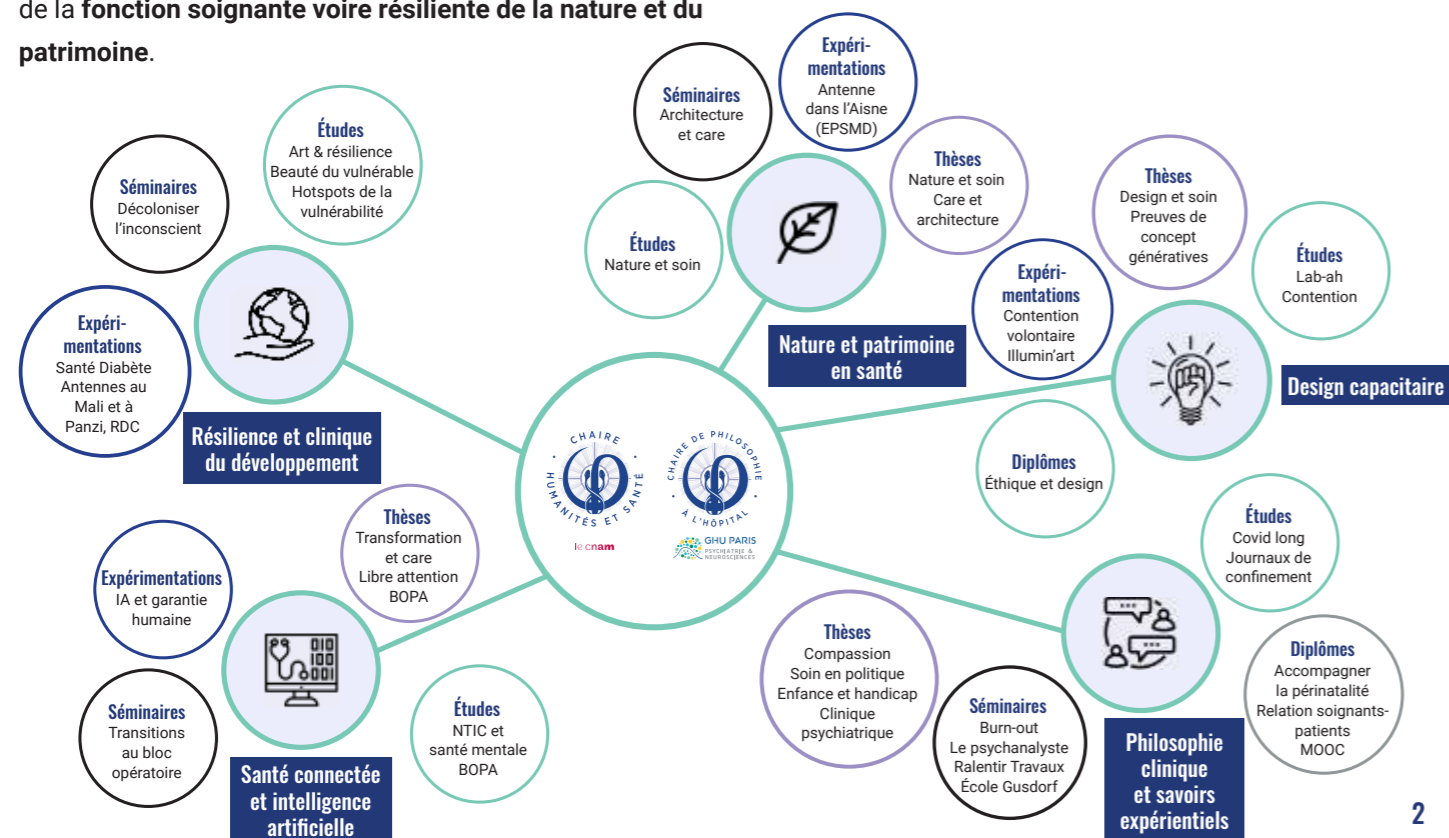 de la fonction soignante voire résiliente de la nature et du
patrimoine.
Séminaires
Décoloniser
l'inconscient
Études
Art & résilience
Beauté du vulnérable
Hotspots de la
vulnérabilité
Expéri-
mentations
Santé Diabète
Antennes au
Mali et à
Panzi, RDC
Résilience et clinique
du développement
Séminaires
Architecture
et care
Expéri-
mentations
Antenne
dans l'Aisne
(EPSMD)
Études
Nature et soin
Thèses
Nature et soin
Care et
architecture
Nature et patrimoine
en santé
Thèses
Design et soin
Preuves de
concept
génératives
Études
Lab-ah
Contention
Expéri-
mentations
Contention
volontaire
Illumin'art
Design capacitaire
Diplômes
Éthique et design
CHAIRE
HUMANITÉS ET SANTÉ
le cnam
CHAIRE DE PHILOSOPHIE
À L'HÔPITAL
GHU PARIS
PSYCHIATRIE &
NEUROSCIENCES
Thèses
Transformation
et care
Libre attention
BOPA
Expérimentations
IA et garantie
humaine
010
100
001
Séminaires
Transitions
au bloc
opératoire
Études
NTIC et
santé mentale
BOPA
Santé connectée
et intelligence
artificielle
Thèses
Compassion
Soin en politique
Enfance et handicap
Clinique
psychiatrique
Séminaires
Burn-out
Le psychanalyste
Ralentir Travaux
École Gusdorf
Études
Covid long
Journaux de
confinement
Diplômes
Accompagner
la périnatalité
Relation soignants-
patients
MOOC
Philosophie
clinique
et savoirs
expérientiels
2